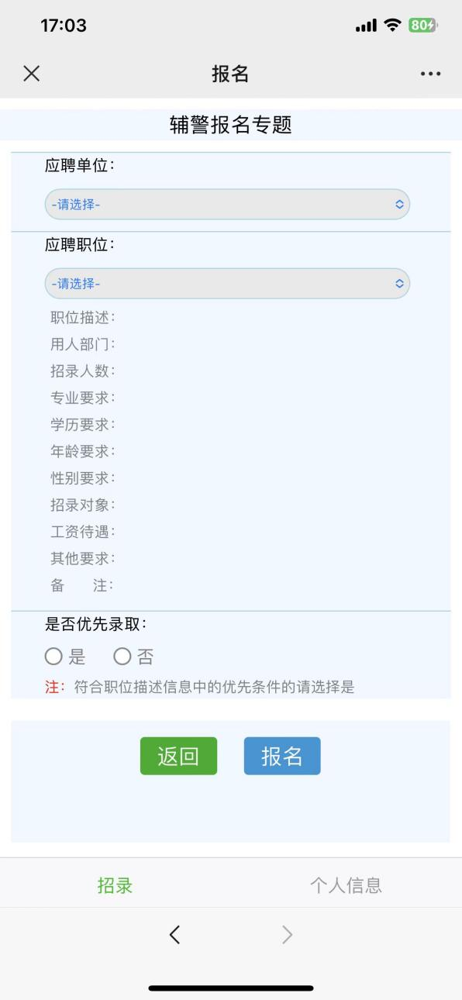 17:03
80
报名
辅警报名专题
应聘单位：
-请选择-
应聘职位：
-请选择-
职位描述：
用人部门：
招录人数：
专业要求：
学历要求：
年龄要求：
性别要求：
招录对象：
工资待遇：
其他要求：
备 注：
是否优先录取：
是 否
注：符合职位描述信息中的优先条件的请选择是
返回 报名
招录 个人信息